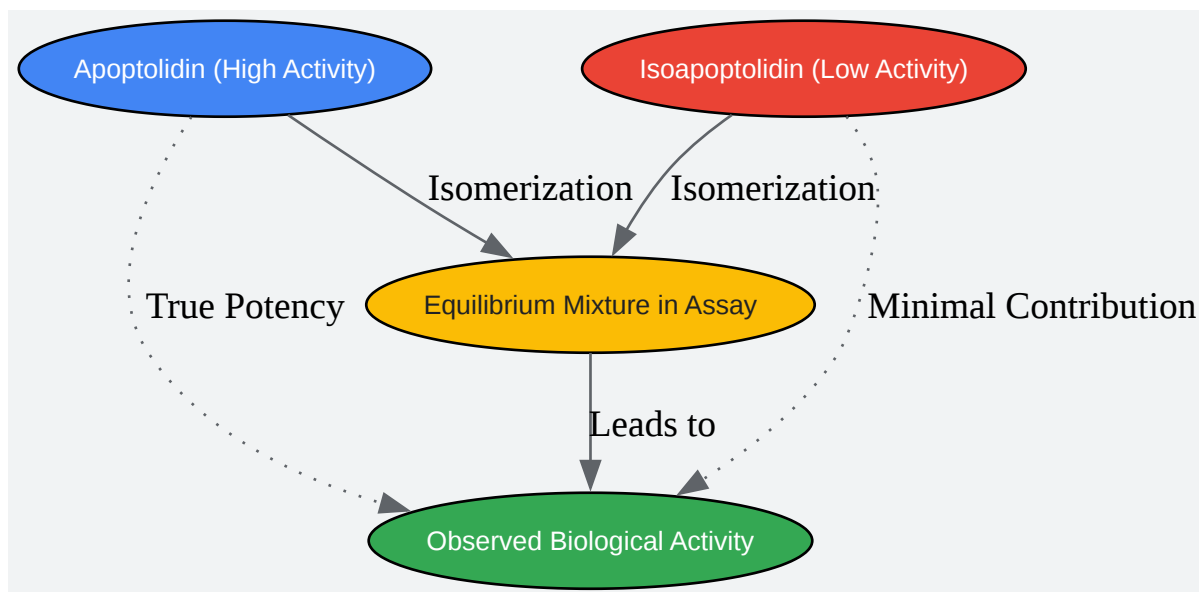 Apoptolidin (High Activity)
Isoapoptolidin (Low Activity)
Isomerization
Isomerization
True Potency
Equilibrium Mixture in Assay
Minimal Contribution
Leads to
Observed Biological Activity